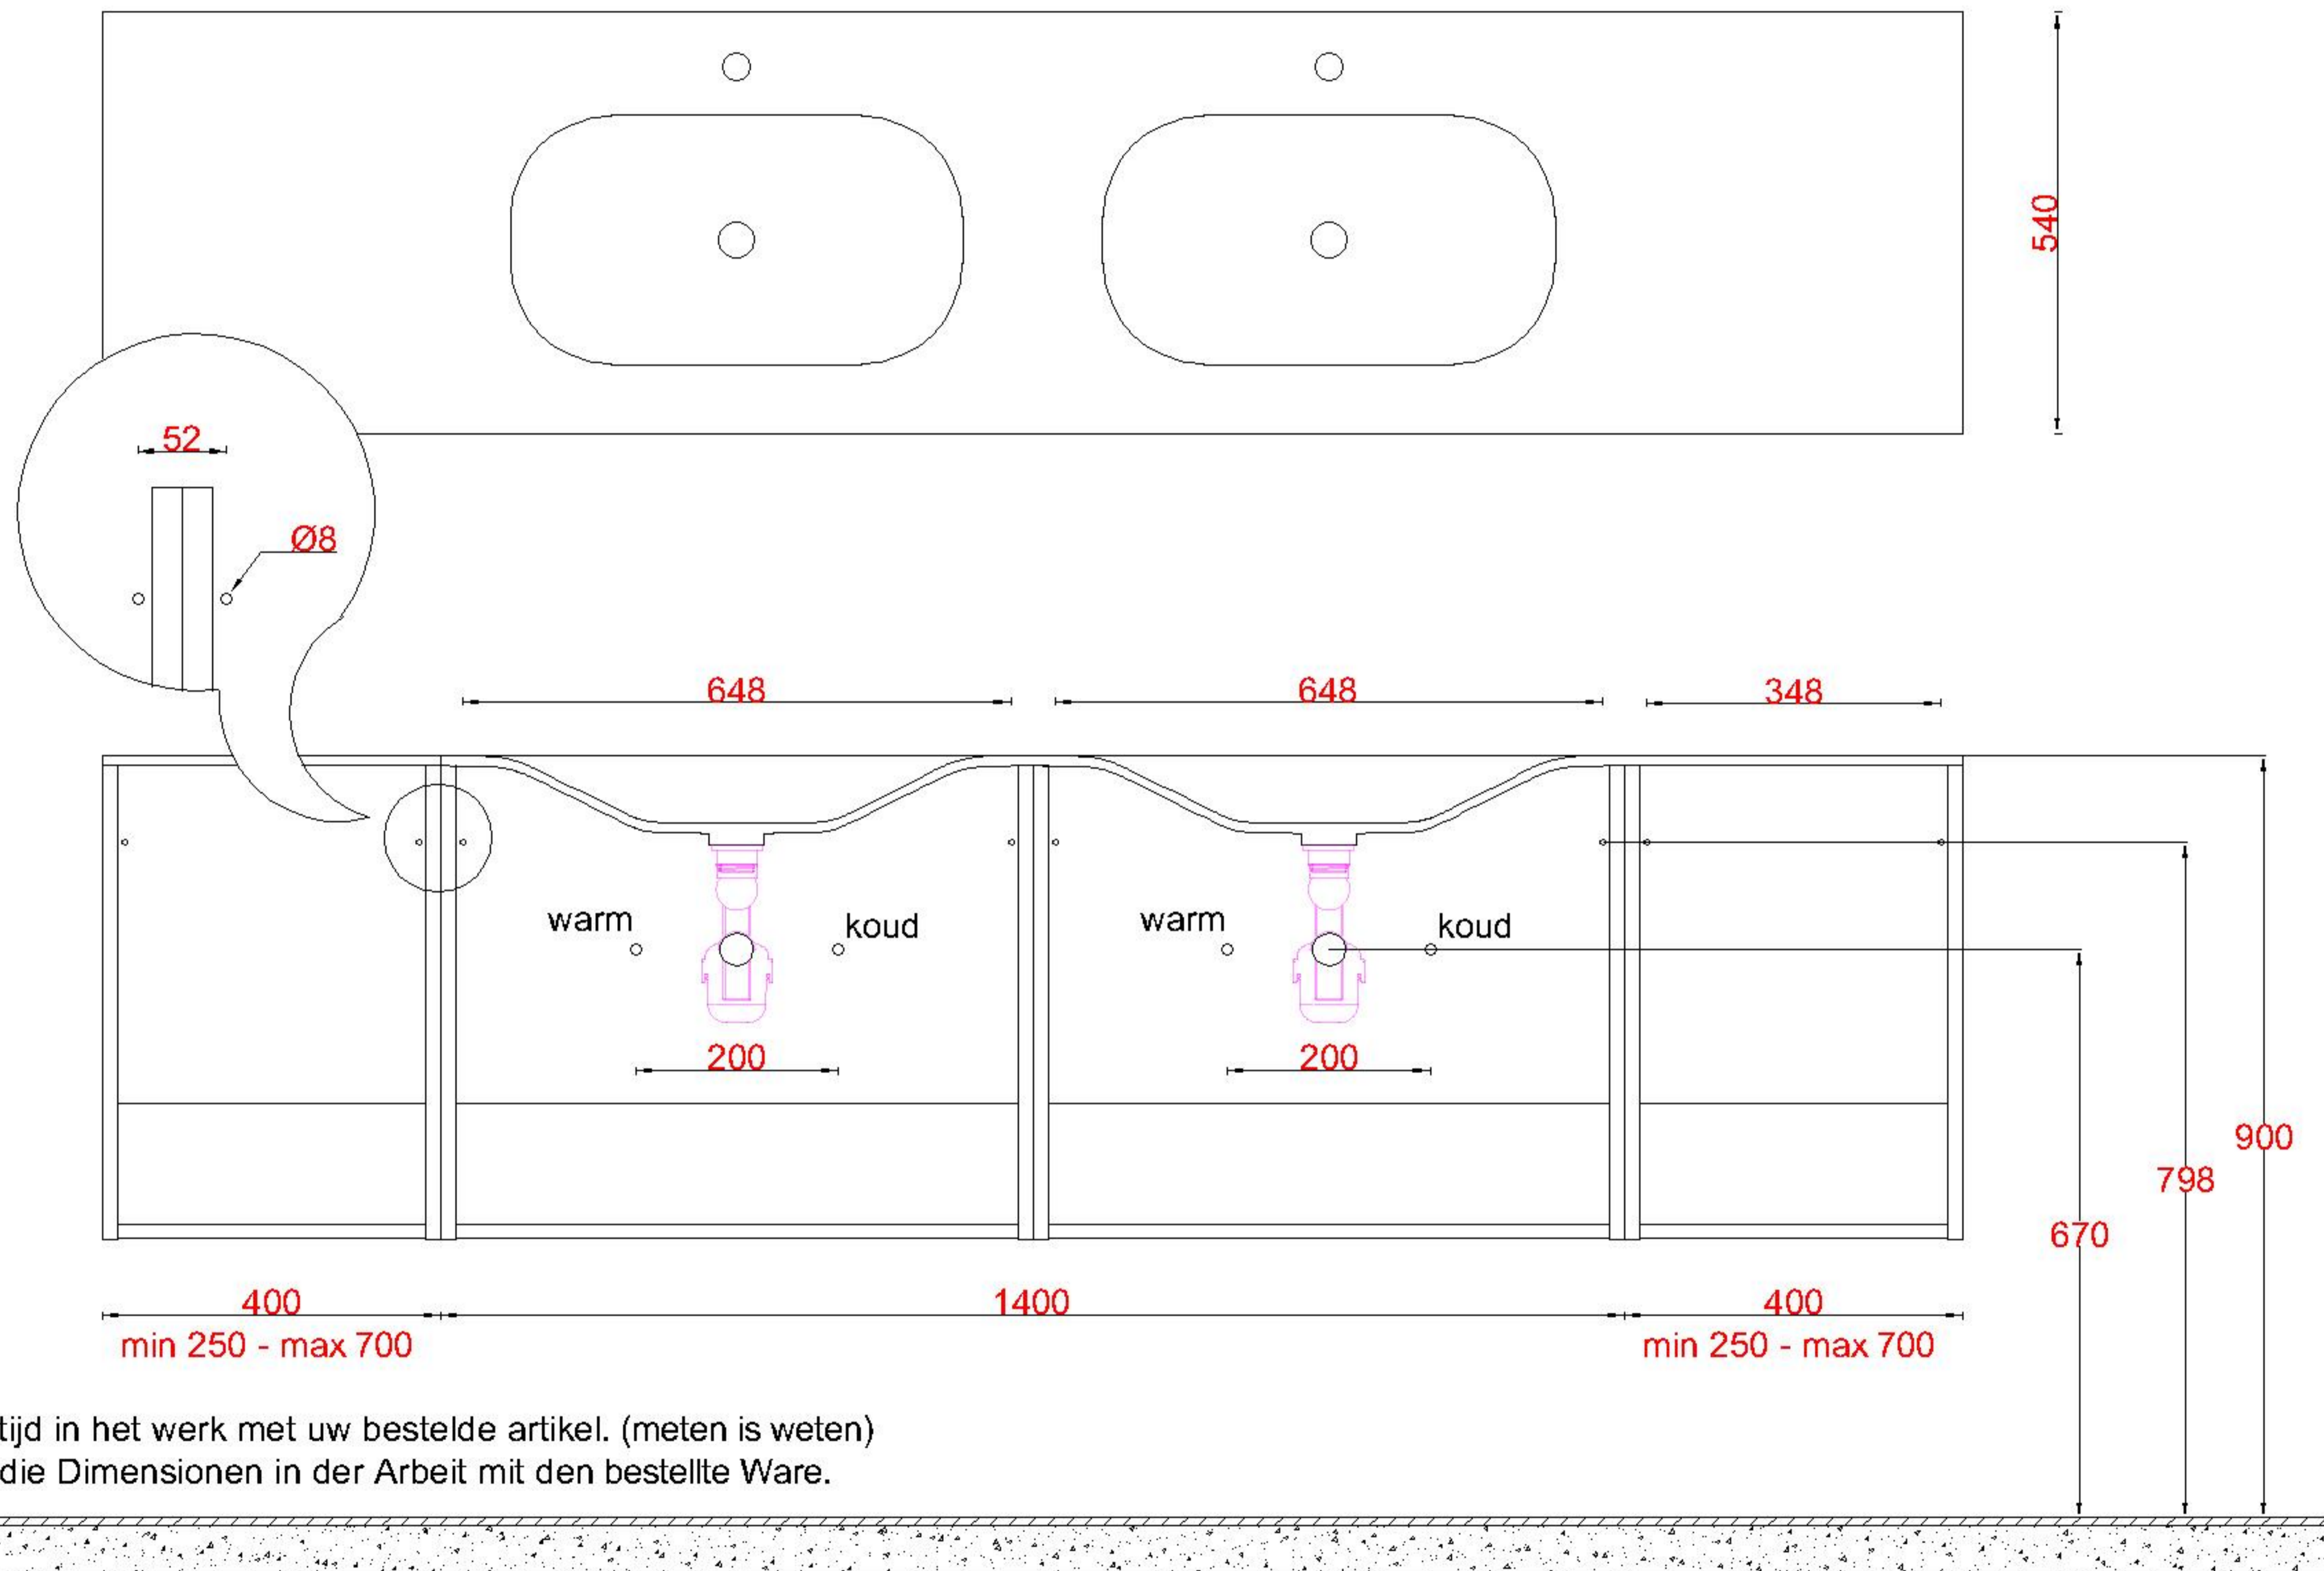 540
52
Ø8
648
648
348
warm
koud
warm
koud
200
200
900
798
670
400
1400
400
min 250 - max 700
min 250 - max 700
tijd in het werk met uw bestelde artikel. (meten is weten)
die Dimensionen in der Arbeit mit den bestellte Ware.